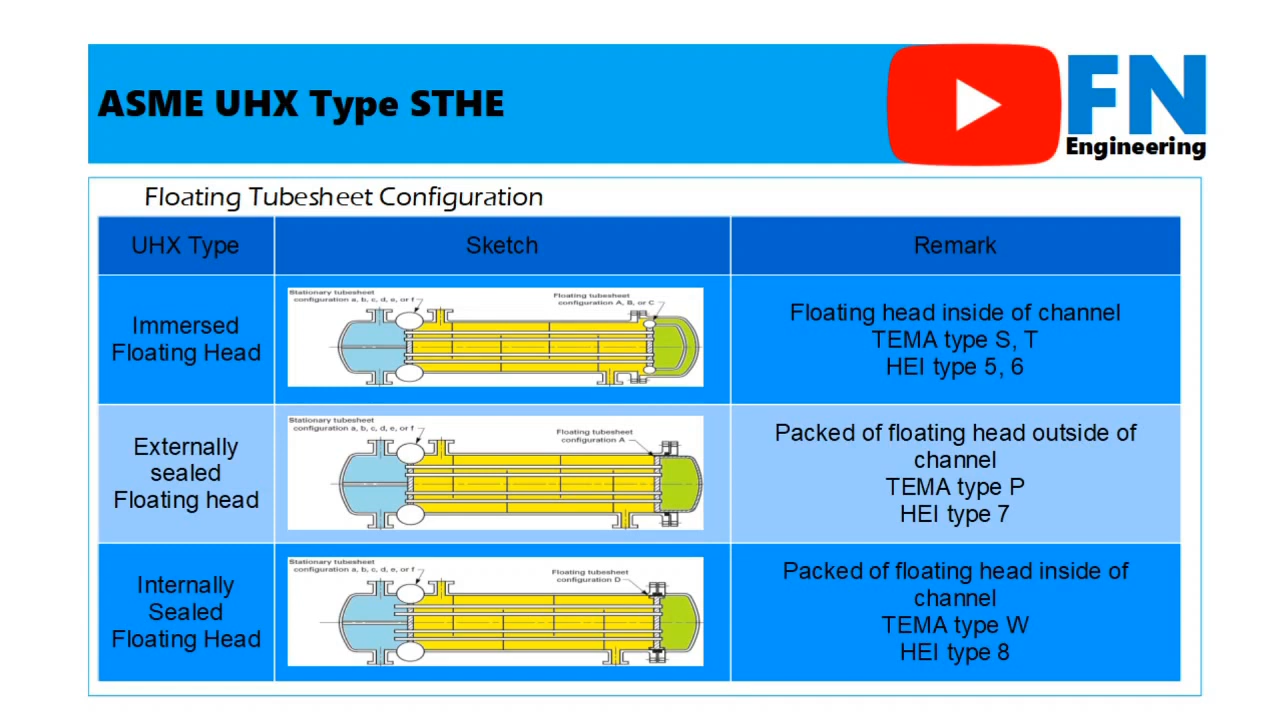 ASME UHX Type STHE
FN
Engineering
Floating Tubesheet Configuration
UHX Type
Sketch
Remark
Immersed
Floating Head
Stationary tubesheet
configuration a, b, c, d, e, or f
Floating tubesheet
configuration A, B, or C
Floating head inside of channel
TEMA type S, T
HEI type 5, 6
Externally
sealed
Floating head
Stationary tubesheet
configuration a, b, c, d, e, or f
Floating tubesheet
configuration A
Packed of floating head outside of
channel
TEMA type P
HEI type 7
Internally
Sealed
Floating Head
Stationary tubesheet
configuration a, b, c, d, e, or f
Floating tubesheet
configuration D
Packed of floating head inside of
channel
TEMA type W
HEI type 8